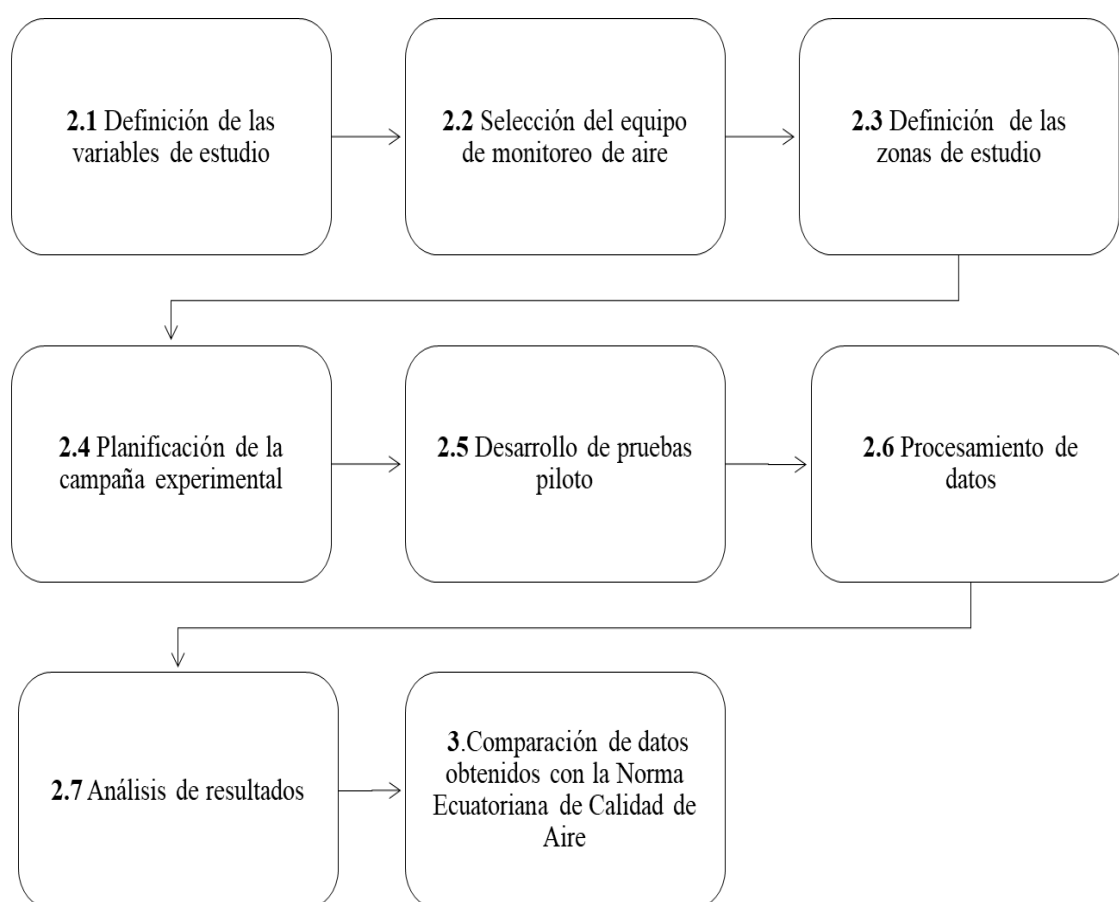 2.1 Definición de las
variables de estudio
2.2 Selección del equipo
de monitoreo de aire
2.3 Definición de las
zonas de estudio
2.4 Planificación de la
campaña experimental
2.5 Desarrollo de pruebas
piloto
2.6 Procesamiento de
datos
2.7 Análisis de resultados
3.Comparación de datos
obtenidos con la Norma
Ecuatoriana de Calidad de
Aire